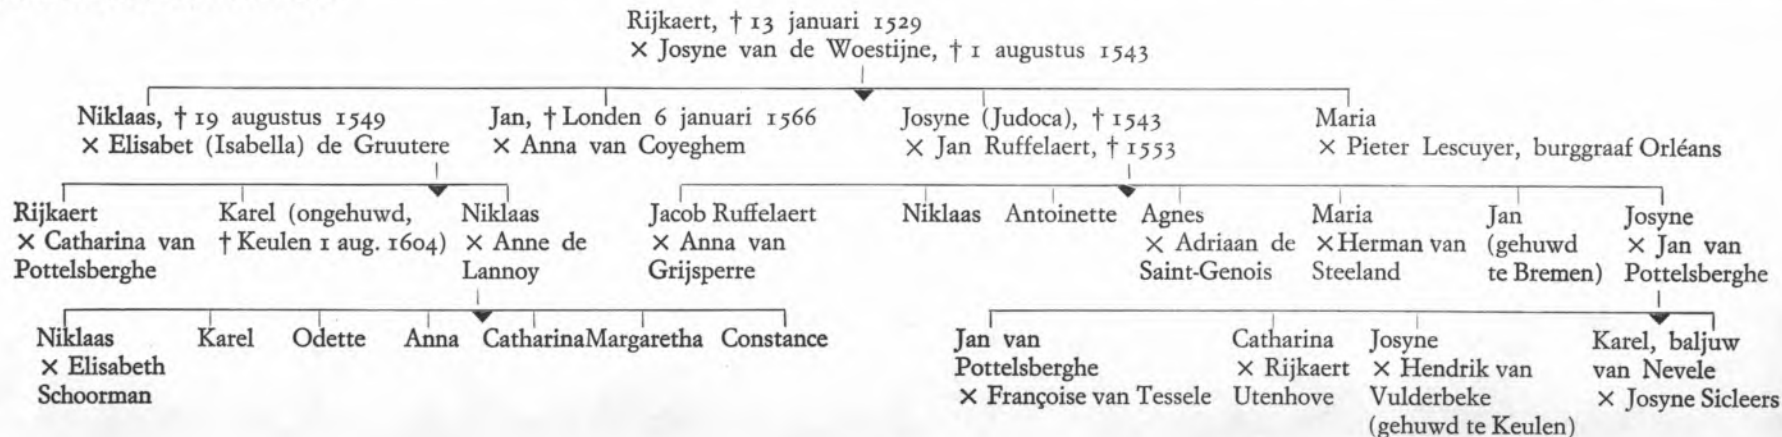 Rijkaert, † 13 januari 1529
× Josyne van de Woestijne, † 1 augustus 1543
Niklaas, † 19 augustus 1549
× Elisabet (Isabella) de Gruutere
Jan, † Londen 6 januari 1566
× Anna van Coyeghem
Josyne (Judoca), † 1543
× Jan Ruffelaert, † 1553
Maria
× Pieter Lescuyer, burggraaf Orléans
Rijkaert
× Catharina van
Pottelsberghe
Karel (ongehuwd,
† Keulen 1 aug. 1604)
Niklaas
× Anne de
Lannoy
Jacob Ruffelaert
× Anna van
Grijsperre
Niklaas
Antoinette
Agnes
× Adriaan de
Saint-Genois
Maria
× Herman van
Steeland
Jan
(gehuwd
te Bremen)
Josyne
× Jan van
Pottelsberghe
Niklaas
× Elisabeth
Schoorman
Karel
Odette
Anna
Catharina
Margaretha
Constance
Jan van
Pottelsberghe
× Françoise van Tessele
Catharina
× Rijkaert
Utenhove
Josyne
× Hendrik van
Vulderbeke
(gehuwd te Keulen)
Karel, baljuw
van Nevele
× Josyne Sicleers